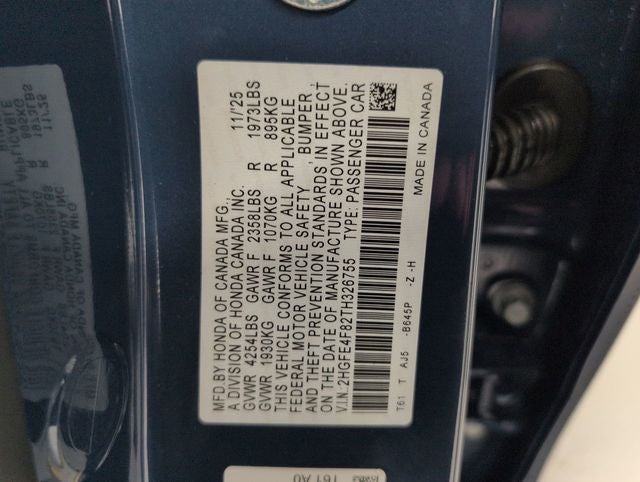 MFD.BY HONDA OF CANADA MFG., 11/'25
A DIVISION OF HONDA CANADA INC.
GVWR 4254LBS GAWR F 2358LBS R 1973LBS
GVWR 1930KG GAWR F 1070KG R 895KG
THIS VEHICLE CONFORMS TO ALL APPLICABLE
FEDERAL MOTOR VEHICLE SAFETY , BUMPER ,
AND THEFT PREVENTION STANDARDS IN EFFECT
ON THE DATE OF MANUFACTURE SHOWN ABOVE.
V.I.N.:2HGFE4F82TH326755 TYPE: PASSENGER CAR
T61 T AJ5 -B645P -Z -H MADE IN CANADA
161 A0